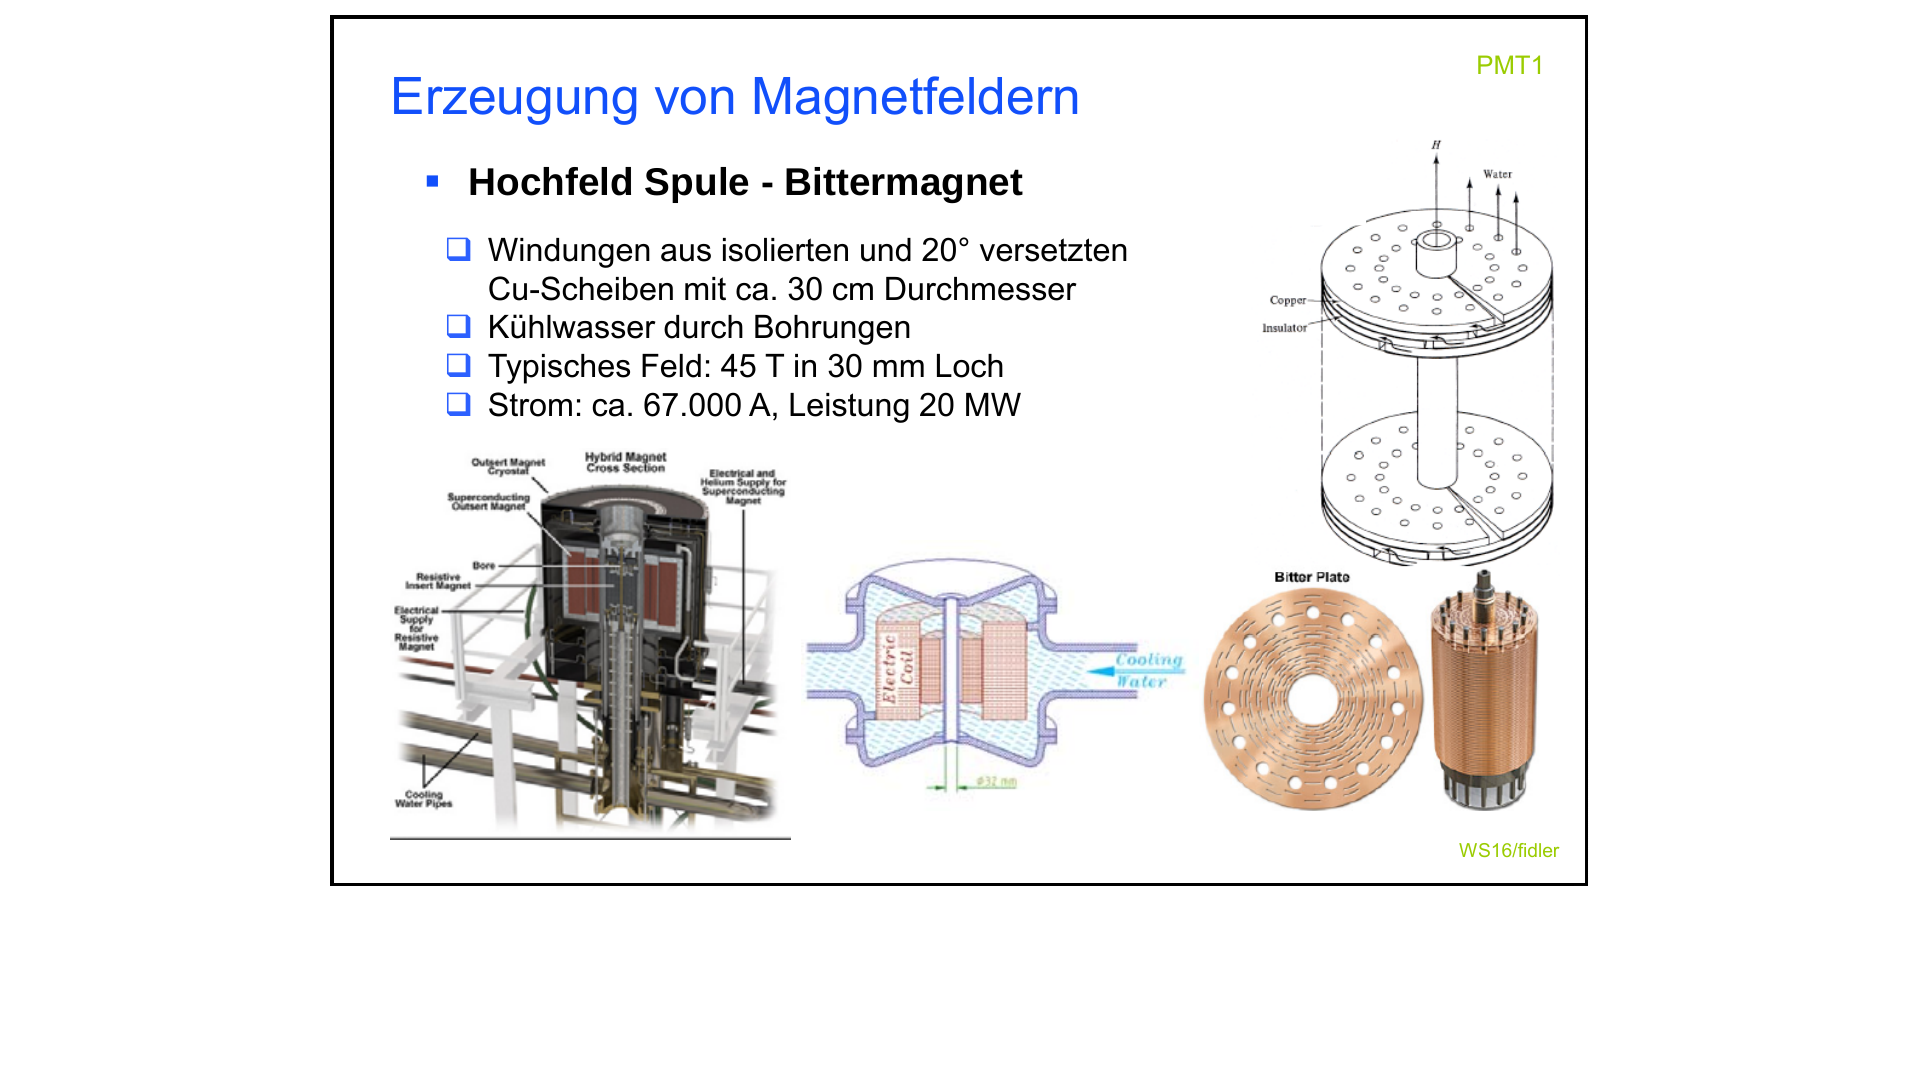 PMT1
Erzeugung von Magnetfeldern
Hochfeld Spule - Bittermagnet
Windungen aus isolierten und 20° versetzten
Cu-Scheiben mit ca. 30 cm Durchmesser
Kühlwasser durch Bohrungen
Typisches Feld: 45 T in 30 mm Loch
Strom: ca. 67.000 A, Leistung 20 MW
H
Water
Copper
Insulator
Hybrid Magnet
Cross Section
Outsert Magnet
Cryostat
Electrical and
Helium Supply for
Superconducting
Magnet
Superconducting
Outsert Magnet
Bore
Resistive
Insert Magnet
Electrical
Supply
for
Resistive
Magnet
Cooling
Water Pipes
Electric
Coil
Cooling
Water
Ø32 mm
Bitter Plate
WS16/fidler